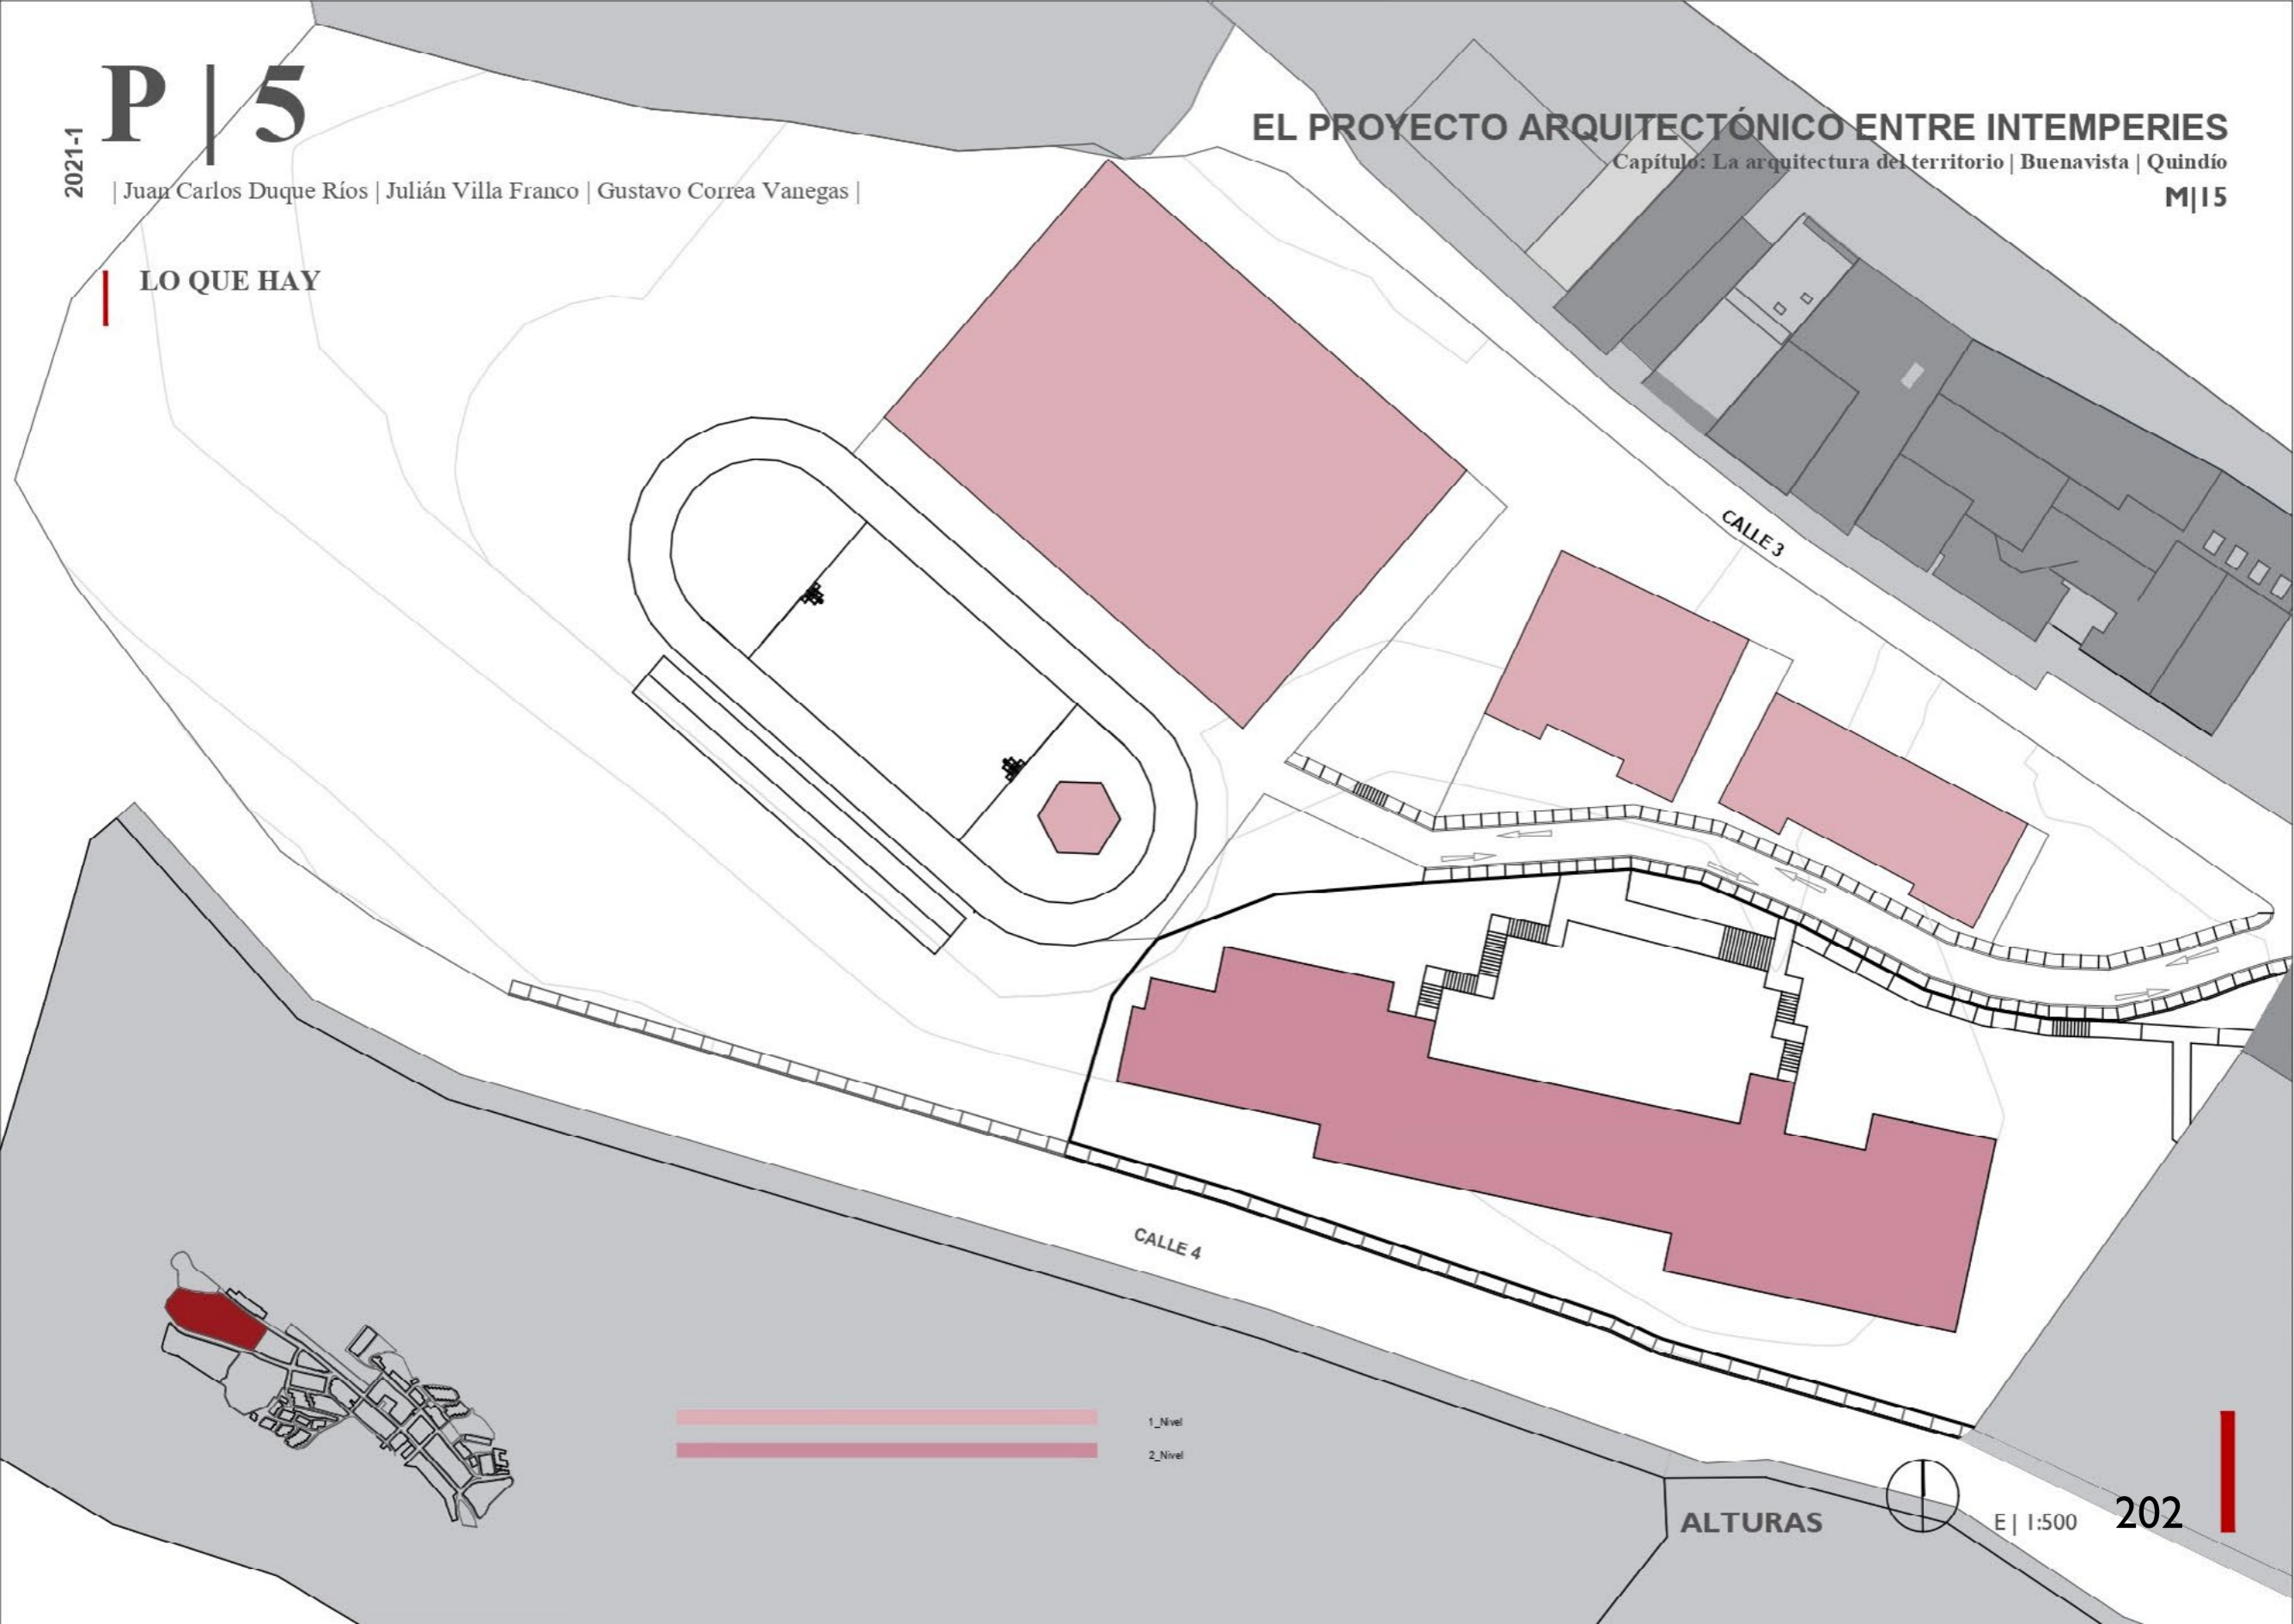 P | 5
2021-1
| Juan Carlos Duque Ríos | Julián Villa Franco | Gustavo Correa Vanegas |
EL PROYECTO ARQUITECTÓNICO ENTRE INTEMPERIES
Capítulo: La arquitectura del territorio | Buenavista | Quindío
M|15
LO QUE HAY
CALLE 3
CALLE 4
1_Nivel
2_Nivel
ALTURAS
E | 1:500
202